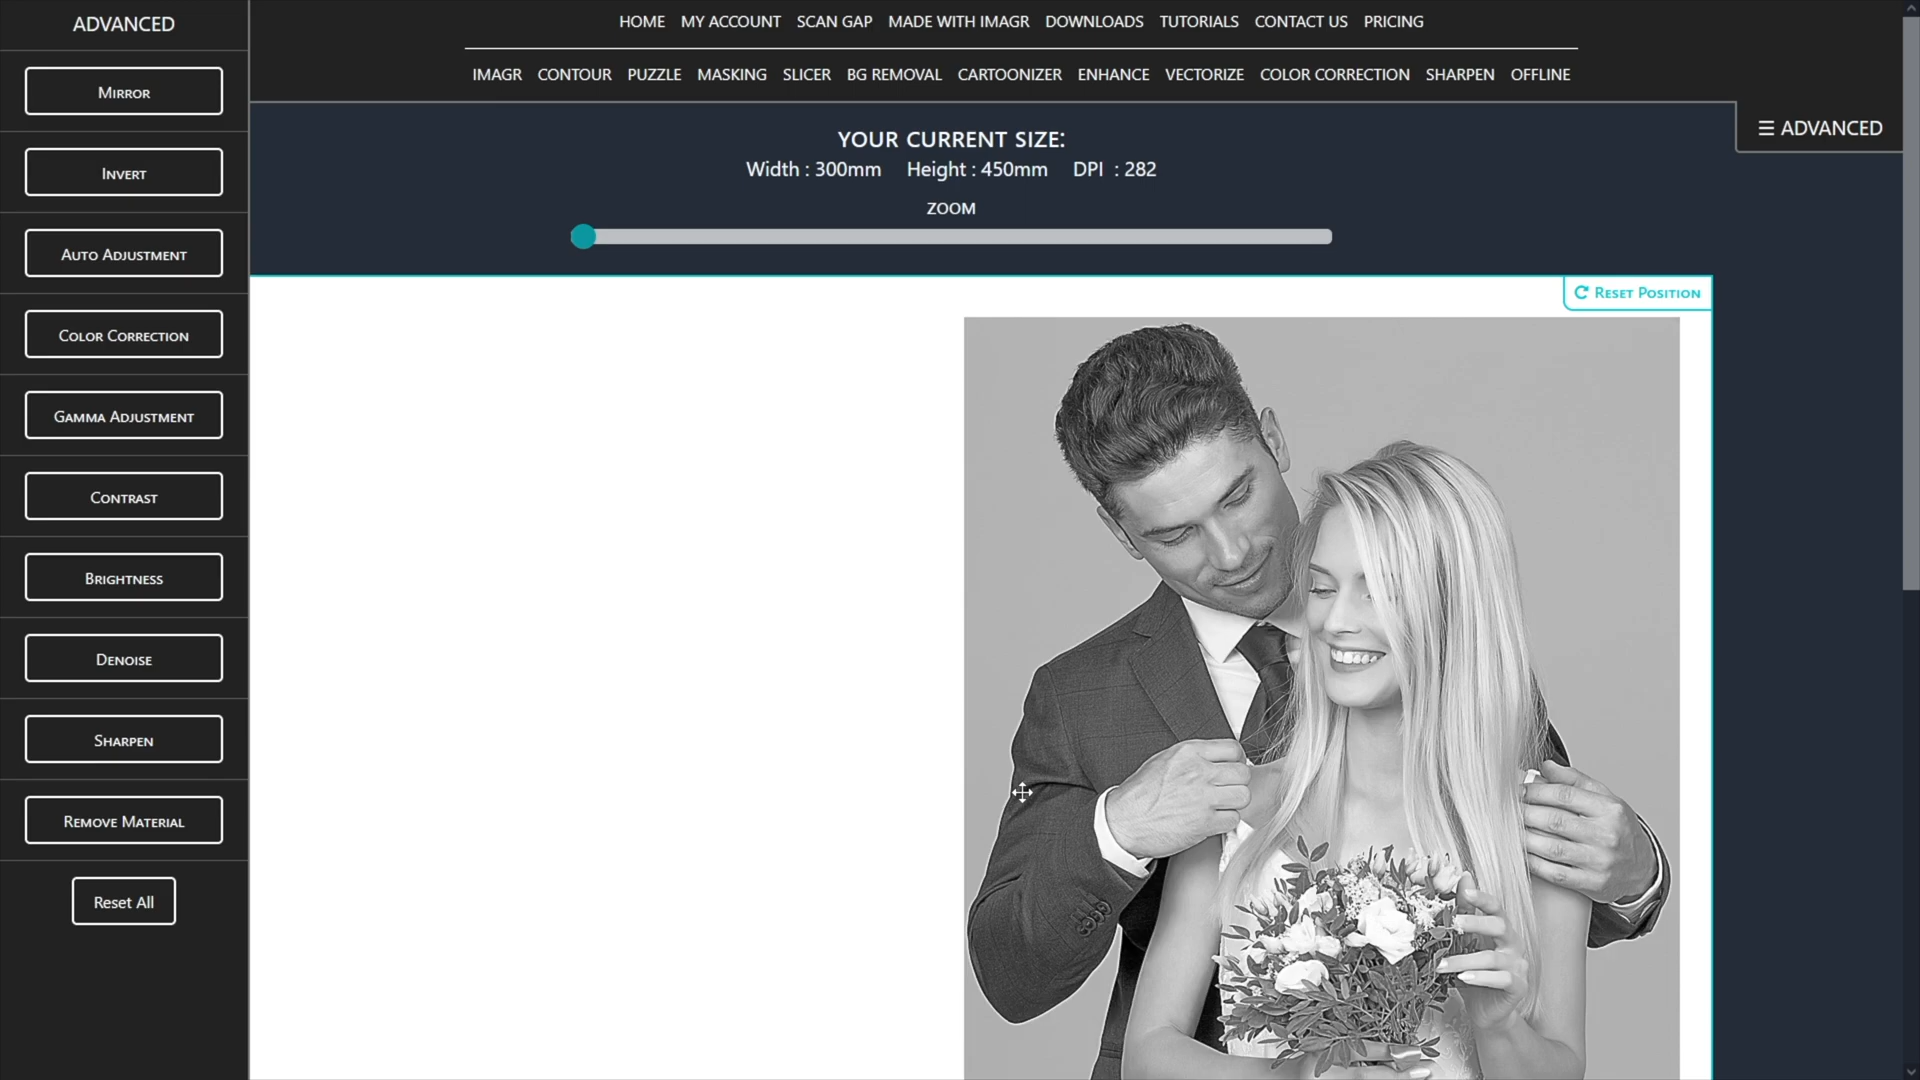 ADVANCED
Mirror
Invert
Auto Adjustment
Color Correction
Gamma Adjustment
Contrast
Brightness
Denoise
Sharpen
Remove Material
Reset All
HOME MY ACCOUNT SCAN GAP MADE WITH IMAGR DOWNLOADS TUTORIALS CONTACT US PRICING
IMAGR CONTOUR PUZZLE MASKING SLICER BG REMOVAL CARTOONIZER ENHANCE VECTORIZE COLOR CORRECTION SHARPEN OFFLINE
☰ ADVANCED
YOUR CURRENT SIZE:
Width : 300mm Height : 450mm DPI : 282
ZOOM
Reset Position